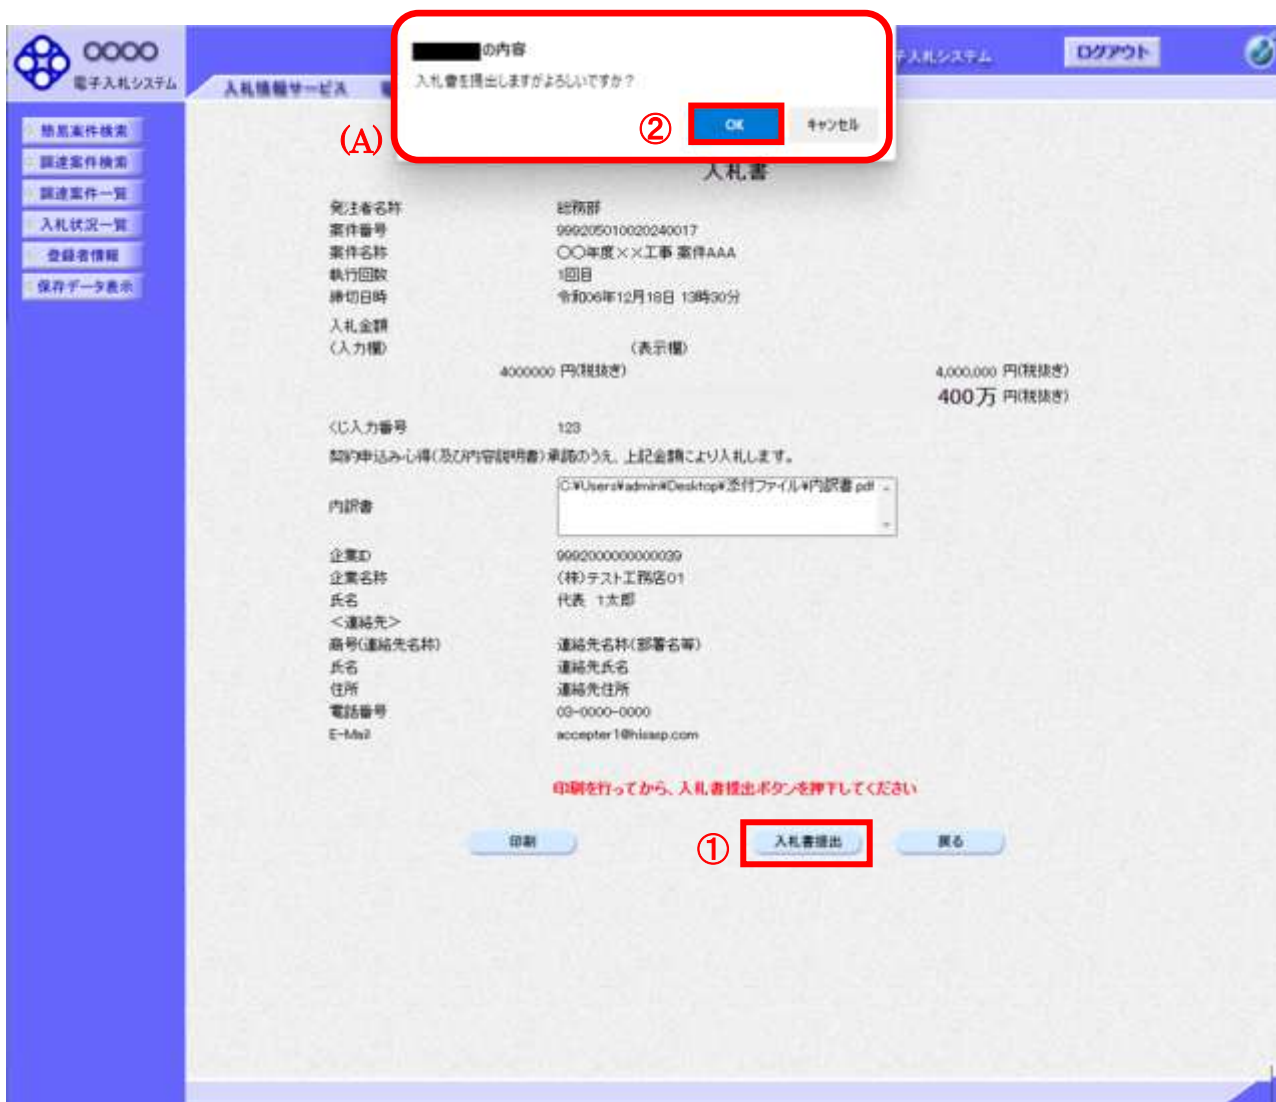 ○○○○
電子入札システム
入札情報サービス
子入札システム
ログアウト
の内容
入札書を提出しますがよろしいですか？
(A)
②
OK
キャンセル
簡易案件検索
調達案件検索
調達案件一覧
入札状況一覧
登録者情報
保存データ表示
入札書
発注者名称 総務部
案件番号 999205010020240017
案件名称 〇〇年度××工事 案件AAA
執行回数 1回目
締切日時 令和06年12月18日 13時30分
入札金額
(入力欄) (表示欄)
4000000 円(税抜き) 4,000,000 円(税抜き)
400万 円(税抜き)
くじ入力番号 123
契約申込み心得(及び内容説明書)承諾のうえ、上記金額により入札します。
内訳書 C:¥Users¥admin¥Desktop¥添付ファイル¥内訳書.pdf
企業ID 9992000000000039
企業名称 (株)テスト工務店01
氏名 代表 1太郎
<連絡先>
商号(連絡先名称) 連絡先名称(部署名等)
氏名 連絡先氏名
住所 連絡先住所
電話番号 03-0000-0000
E-Mail accepter1@hisasp.com
印刷を行ってから、入札書提出ボタンを押下してください
印刷
①
入札書提出
戻る